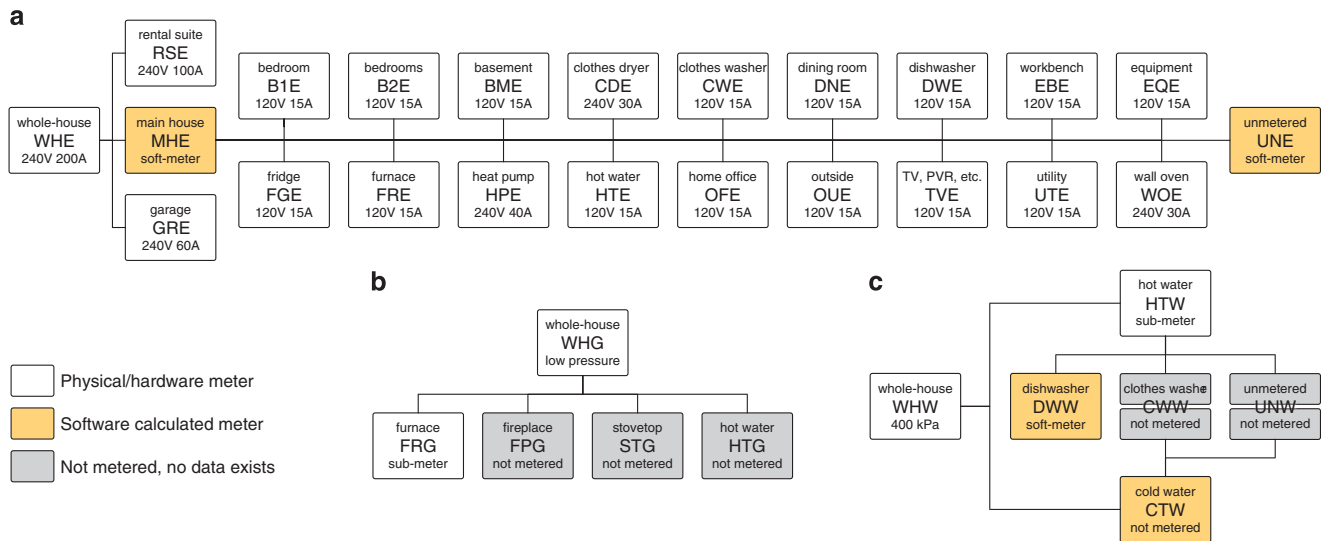 a
rental suite
RSE
240V 100A
whole-house
WHE
240V 200A
main house
MHE
soft-meter
garage
GRE
240V 60A
bedroom
B1E
120V 15A
bedrooms
B2E
120V 15A
basement
BME
120V 15A
clothes dryer
CDE
240V 30A
clothes washer
CWE
120V 15A
dining room
DNE
120V 15A
dishwasher
DWE
120V 15A
workbench
EBE
120V 15A
equipment
EQE
120V 15A
fridge
FGE
120V 15A
furnace
FRE
120V 15A
heat pump
HPE
240V 40A
hot water
HTE
120V 15A
home office
OFE
120V 15A
outside
OUE
120V 15A
TV, PVR, etc.
TVE
120V 15A
utility
UTE
120V 15A
wall oven
WOE
240V 30A
unmetered
UNE
soft-meter
Physical/hardware meter
Software calculated meter
Not metered, no data exists
b
whole-house
WHG
low pressure
furnace
FRG
sub-meter
fireplace
FPG
not metered
stovetop
STG
not metered
hot water
HTG
not metered
c
hot water
HTW
sub-meter
whole-house
WHW
400 kPa
dishwasher
DWW
soft-meter
clothes washer
CWW
not metered
unmetered
UNW
not metered
cold water
CTW
not metered